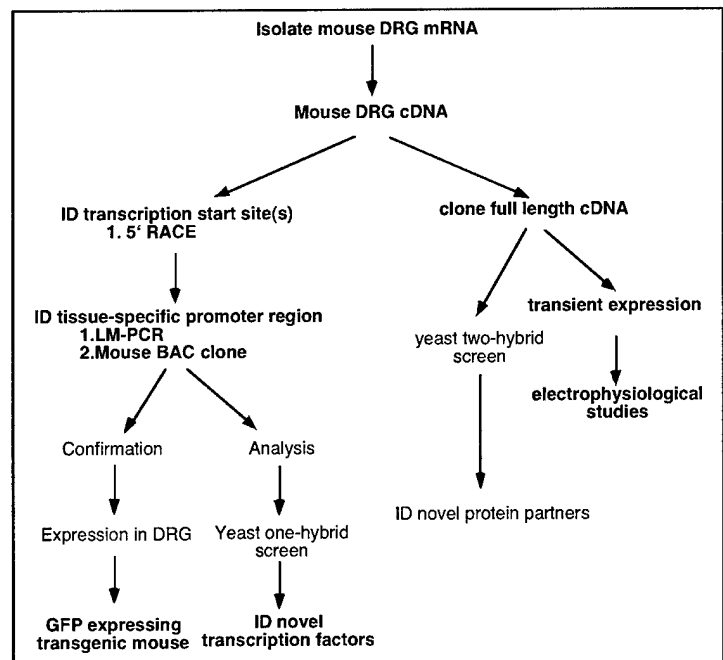 Isolate mouse DRG mRNA
Mouse DRG cDNA
ID transcription start site(s)
1. 5' RACE
clone full length cDNA
ID tissue-specific promoter region
1.LM-PCR
2.Mouse BAC clone
yeast two-hybrid
screen
transient expression
electrophysiological
studies
Confirmation
Analysis
ID novel protein partners
Expression in DRG
Yeast one-hybrid
screen
GFP expressing
transgenic mouse
ID novel
transcription factors